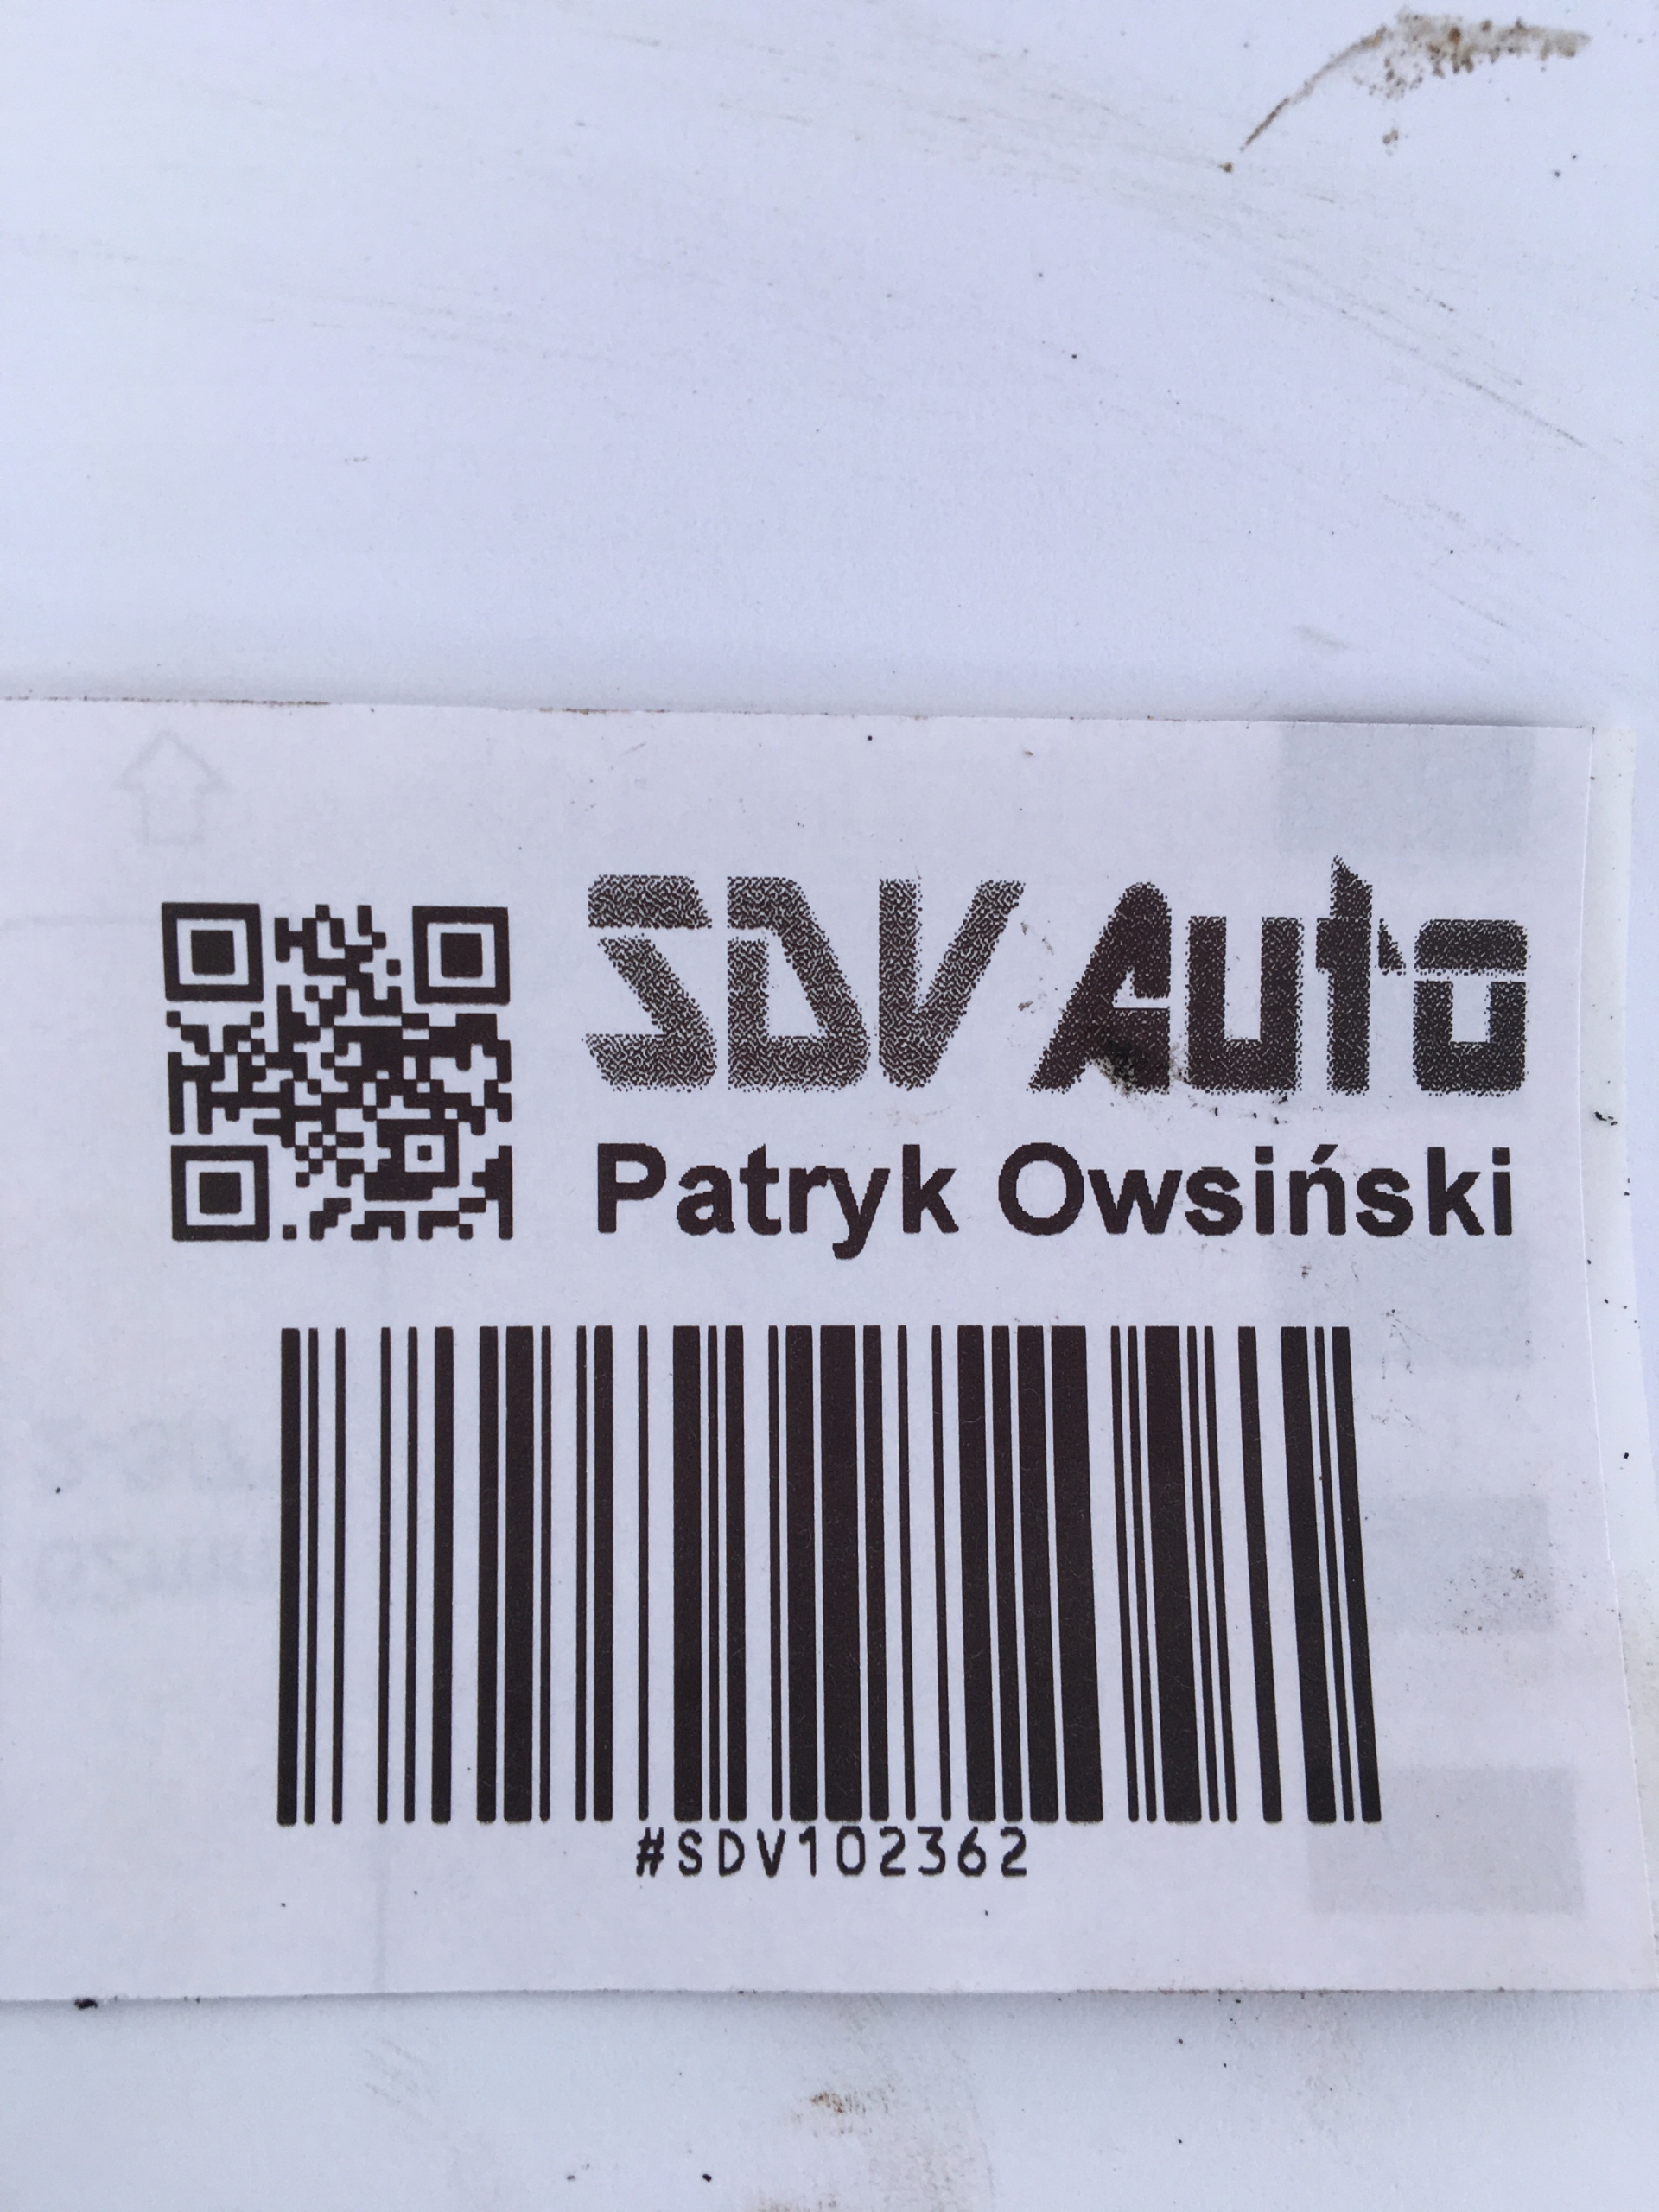 SDV Auto
Patryk Owsiński
#SDV102362